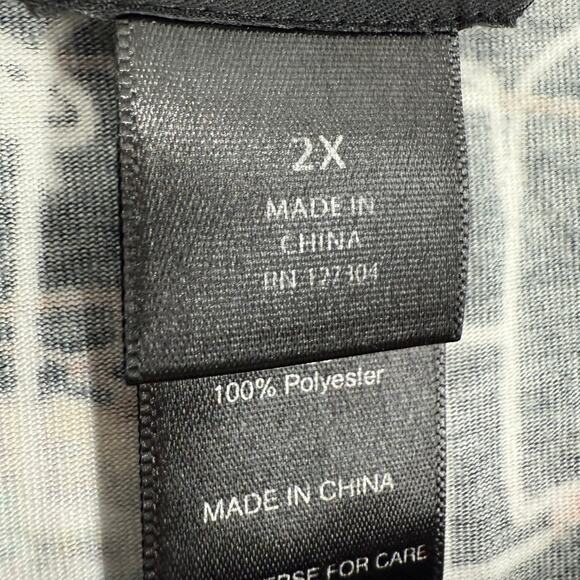 2X
MADE IN
CHINA
RN 127304
100% Polyester
MADE IN CHINA
FOR CARE